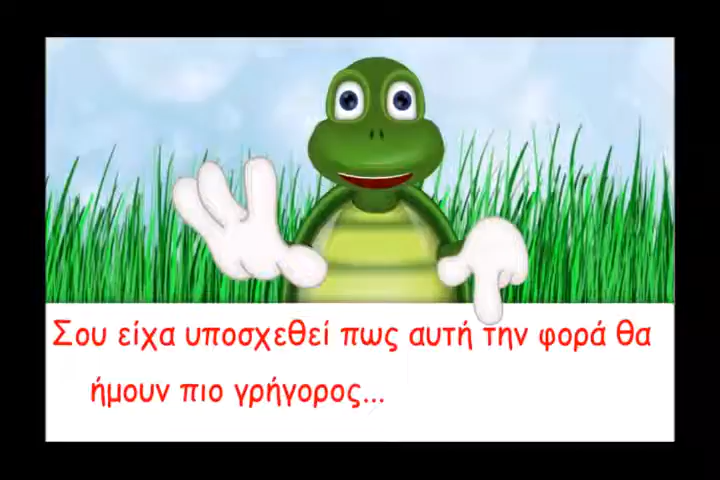 Σου είχα υποσχεθεί πως αυτή την φορά θα
ήμουν πιο γρήγορος...